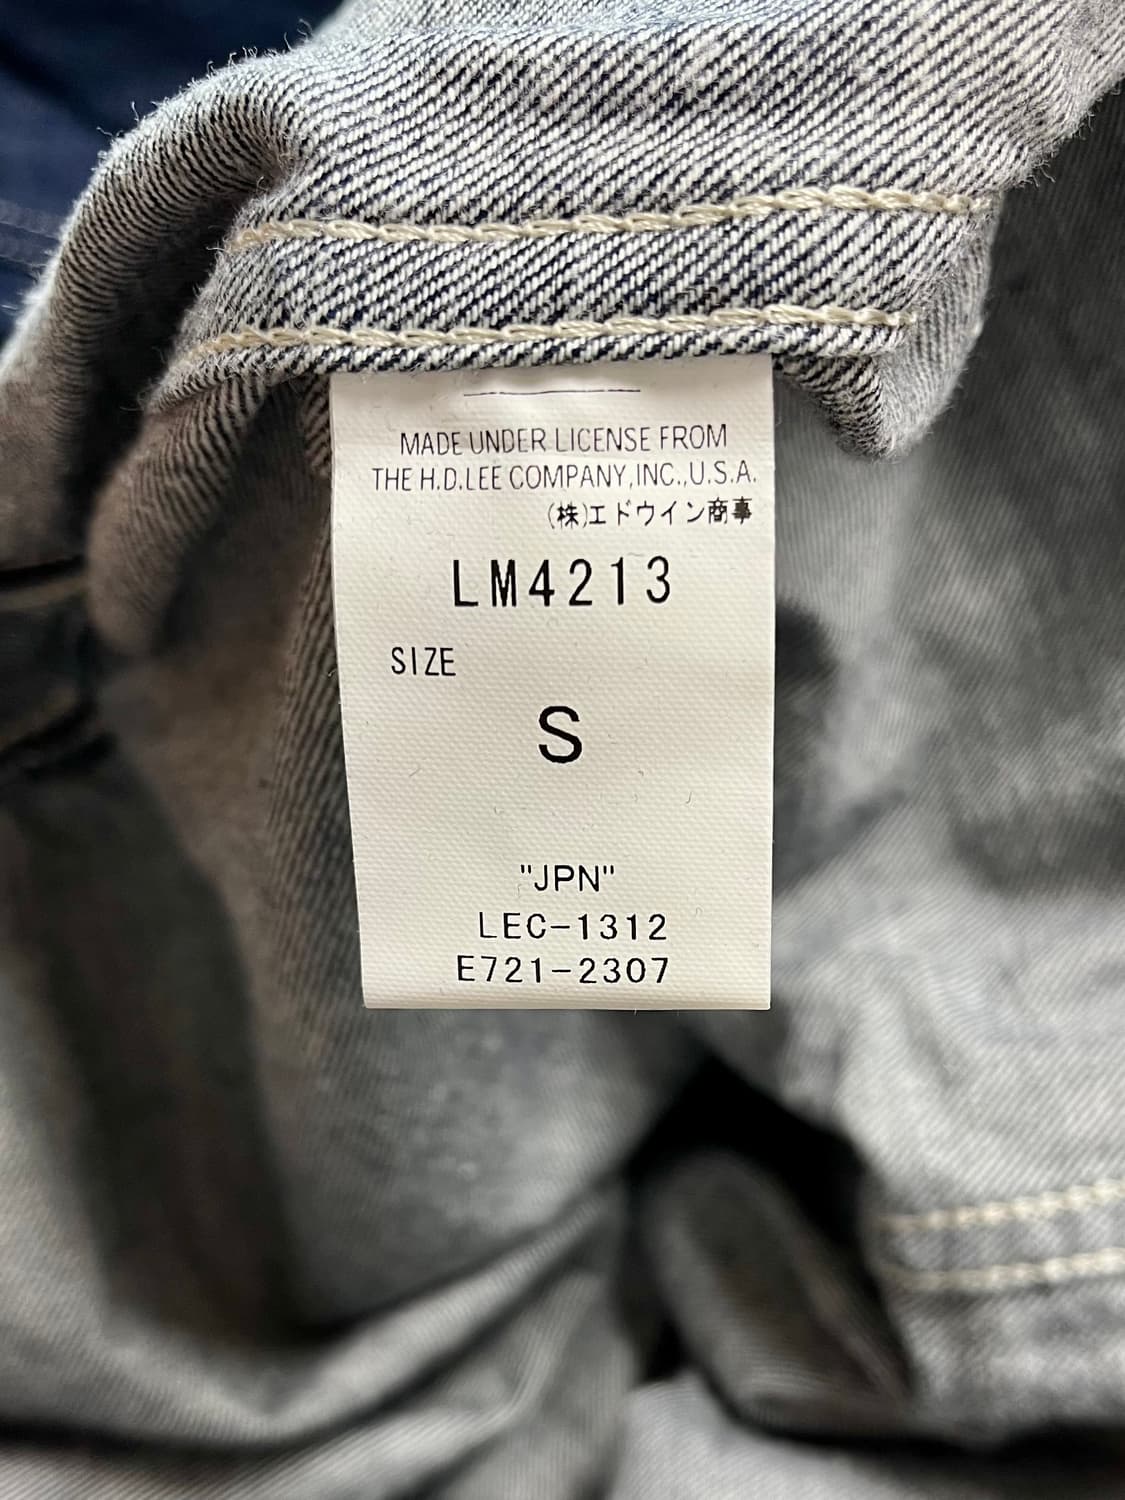 MADE UNDER LICENSE FROM
THE H.D.LEE COMPANY,INC.,U.S.A.
(株)エドウイン商事
LM4213
SIZE
S
"JPN"
LEC-1312
E721-2307